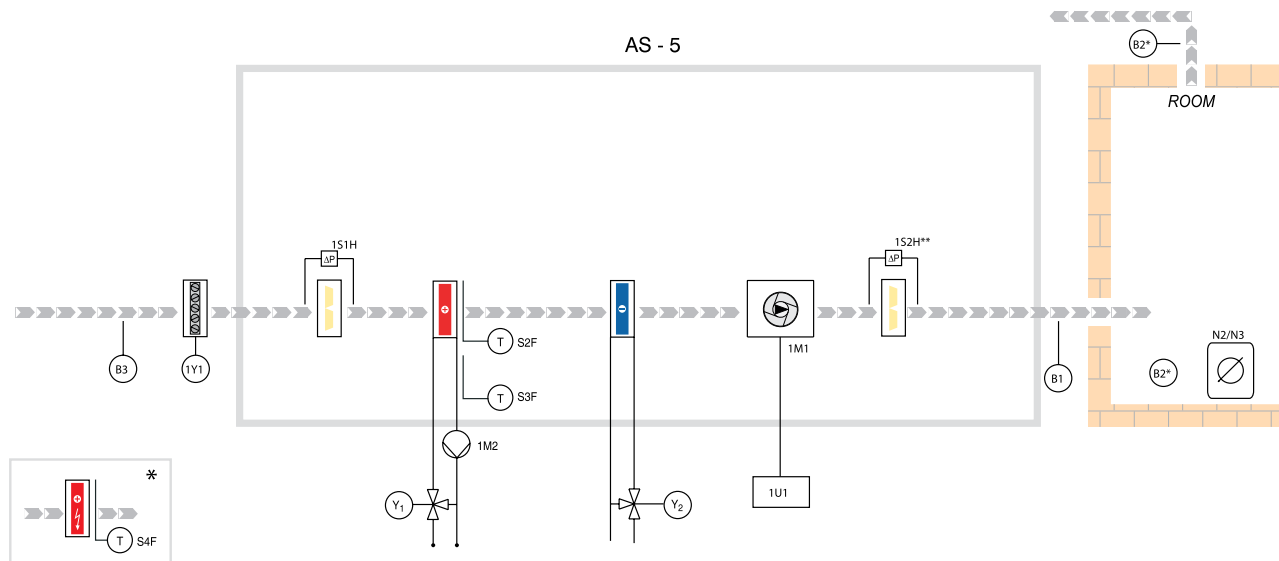 AS - 5
B2*
ROOM
1S1H
ΔP
1S2H**
ΔP
N2/N3
T
S2F
1M1
B3
1Y1
B1
B2*
T
S3F
1M2
*
1U1
Y1
Y2
T
S4F